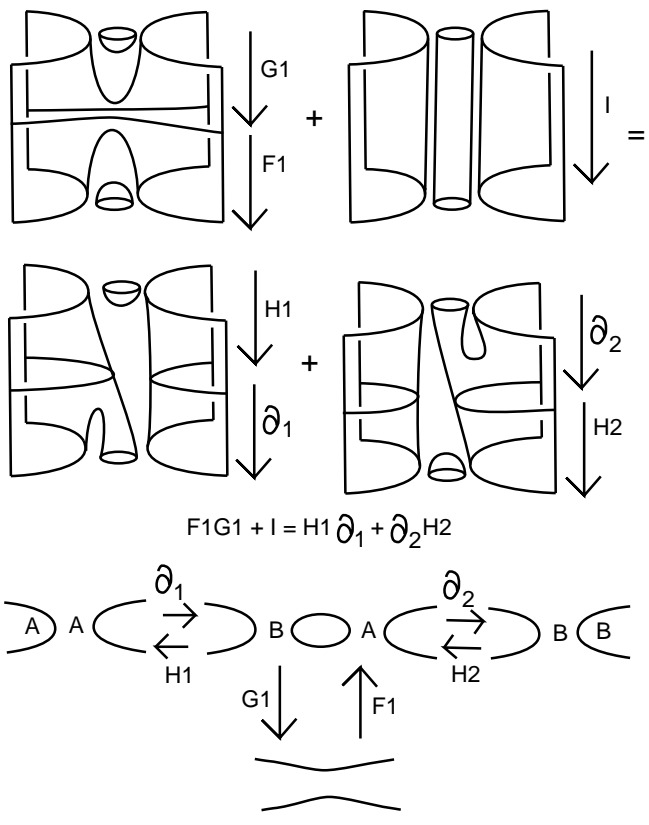 G1
+
I
=
F1
H1
+
∂2
∂1
H2
F1G1 + I = H1 ∂1 + ∂2H2
∂1
∂2
A A B A B B
H1
H2
G1
F1